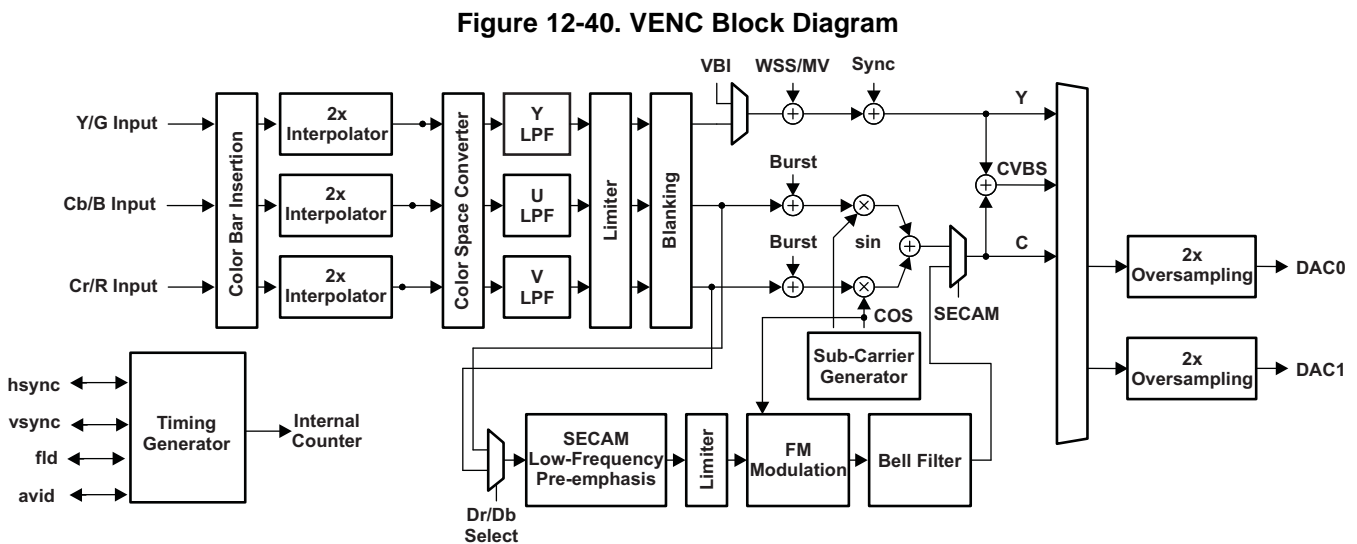 Figure 12-40. VENC Block Diagram
VBI
WSS/MV
Sync
Y/G Input
Cb/B Input
Cr/R Input
Color Bar Insertion
2x
Interpolator
2x
Interpolator
2x
Interpolator
Color Space Converter
Y
LPF
U
LPF
V
LPF
Limiter
Blanking
Burst
Burst
sin
COS
Sub-Carrier
Generator
SECAM
Y
CVBS
C
2x
Oversampling
DAC0
2x
Oversampling
DAC1
hsync
vsync
fld
avid
Timing
Generator
Internal
Counter
Dr/Db
Select
SECAM
Low-Frequency
Pre-emphasis
Limiter
FM
Modulation
Bell Filter